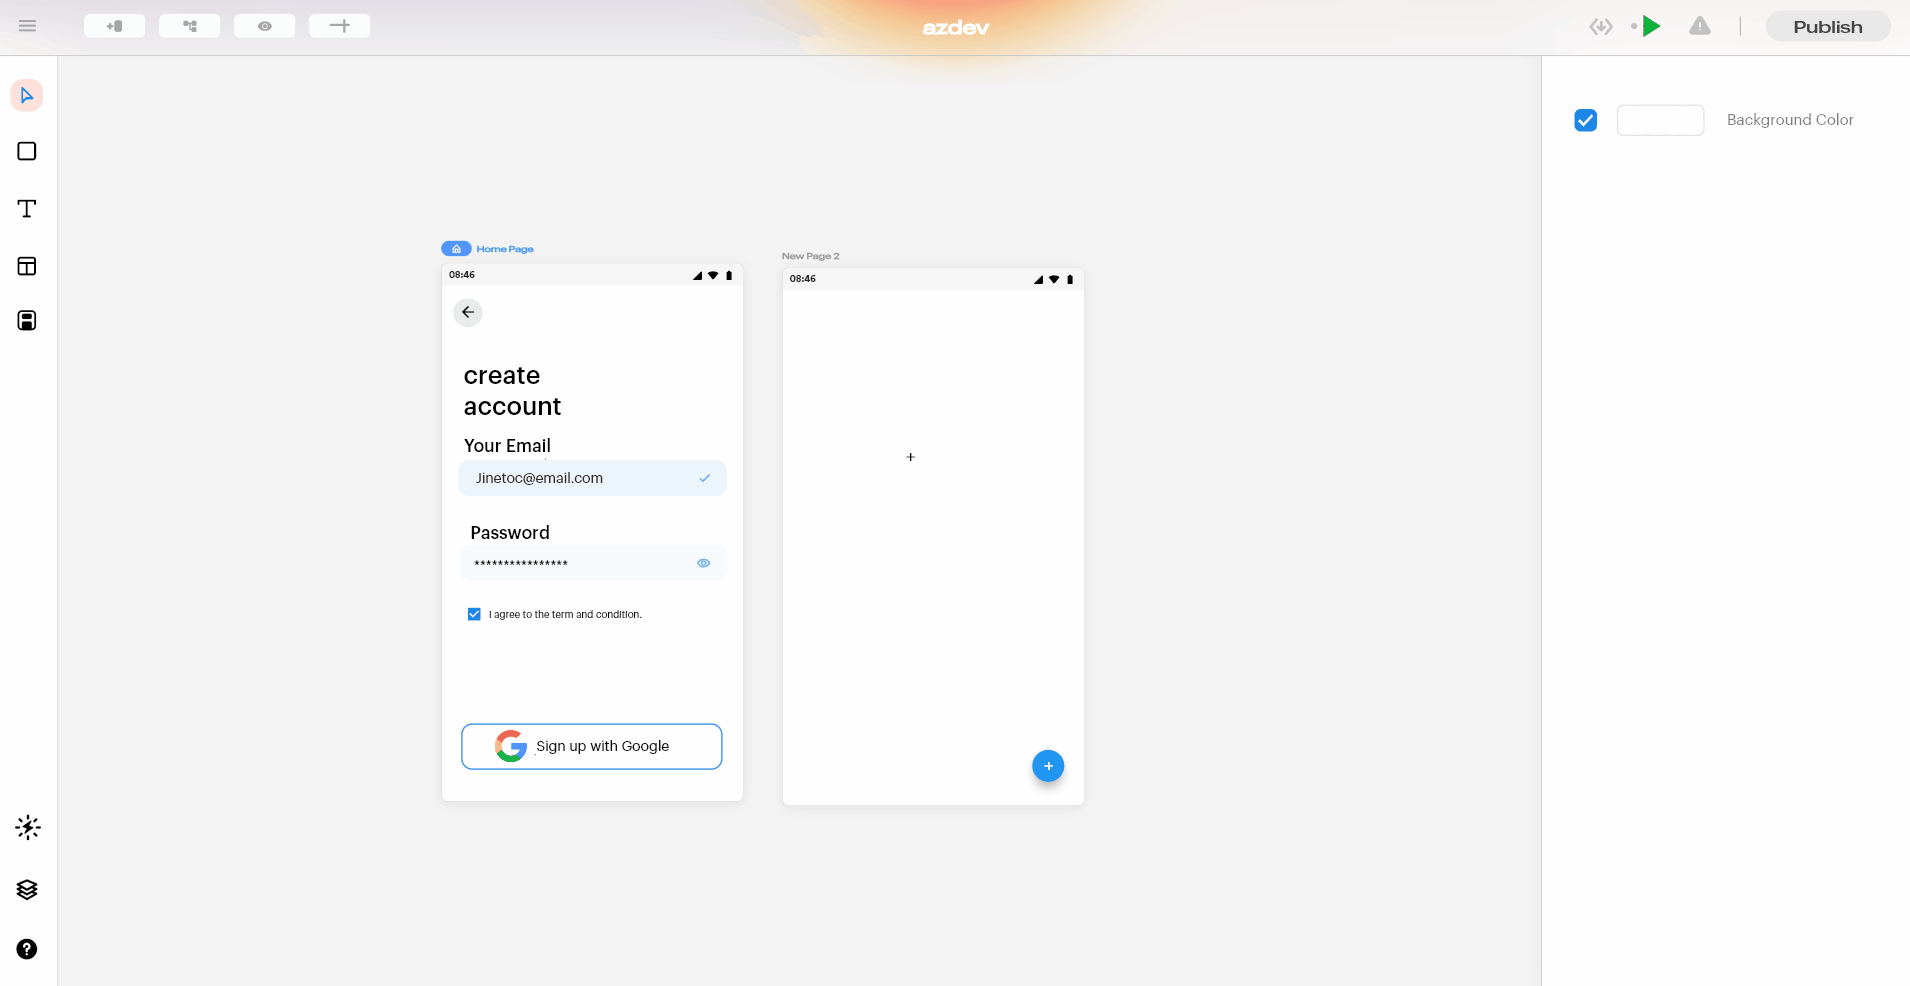 azdev
Publish
Background Color
Home Page
08:46
create
account
Your Email
Jinetoc@email.com
Password
****************
I agree to the term and condition.
Sign up with Google
New Page 2
08:46